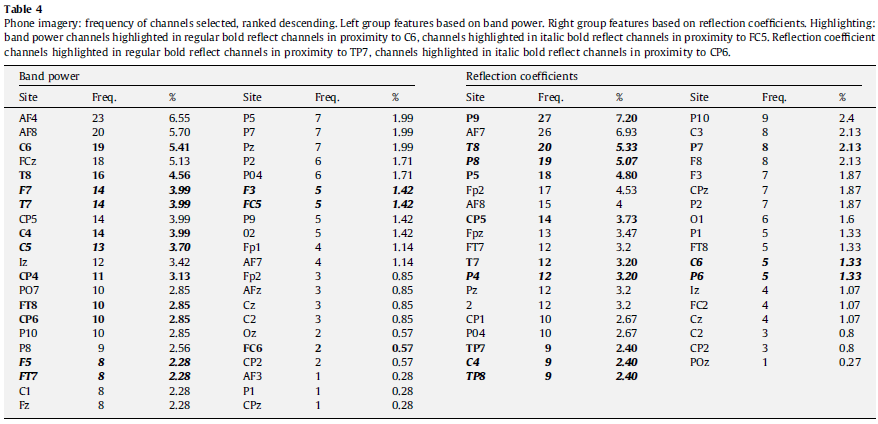 Table 4
Phone imagery: frequency of channels selected, ranked descending. Left group features based on band power. Right group features based on reflection coefficients. Highlighting:
band power channels highlighted in regular bold reflect channels in proximity to C6, channels highlighted in italic bold reflect channels in proximity to FC5. Reflection coefficient
channels highlighted in regular bold reflect channels in proximity to TP7, channels highlighted in italic bold reflect channels in proximity to CP6.
Band power Reflection coefficients
Site Freq. % Site Freq. % Site Freq. % Site Freq. %
AF4 23 6.55 P5 7 1.99 P9 27 7.20 P10 9 2.4
AF8 20 5.70 P7 7 1.99 AF7 26 6.93 C3 8 2.13
C6 19 5.41 Pz 7 1.99 T8 20 5.33 P7 8 2.13
FCz 18 5.13 P2 6 1.71 P8 19 5.07 F8 8 2.13
T8 16 4.56 P04 6 1.71 P5 18 4.80 F3 7 1.87
F7 14 3.99 F3 5 1.42 Fp2 17 4.53 CPz 7 1.87
T7 14 3.99 FC5 5 1.42 AF8 15 4 P2 7 1.87
CP5 14 3.99 P9 5 1.42 CP5 14 3.73 O1 6 1.6
C4 14 3.99 02 5 1.42 Fpz 13 3.47 P1 5 1.33
C5 13 3.70 Fp1 4 1.14 FT7 12 3.2 FT8 5 1.33
Iz 12 3.42 AF7 4 1.14 T7 12 3.20 C6 5 1.33
CP4 11 3.13 Fp2 3 0.85 P4 12 3.20 P6 5 1.33
PO7 10 2.85 AFz 3 0.85 Pz 12 3.2 Iz 4 1.07
FT8 10 2.85 Cz 3 0.85 2 12 3.2 FC2 4 1.07
CP6 10 2.85 C2 3 0.85 CP1 10 2.67 Cz 4 1.07
P10 10 2.85 Oz 2 0.57 P04 10 2.67 C2 3 0.8
P8 9 2.56 FC6 2 0.57 TP7 9 2.40 CP2 3 0.8
F5 8 2.28 CP2 2 0.57 C4 9 2.40 POz 1 0.27
FT7 8 2.28 AF3 1 0.28 TP8 9 2.40
C1 8 2.28 P1 1 0.28
Fz 8 2.28 CPz 1 0.28